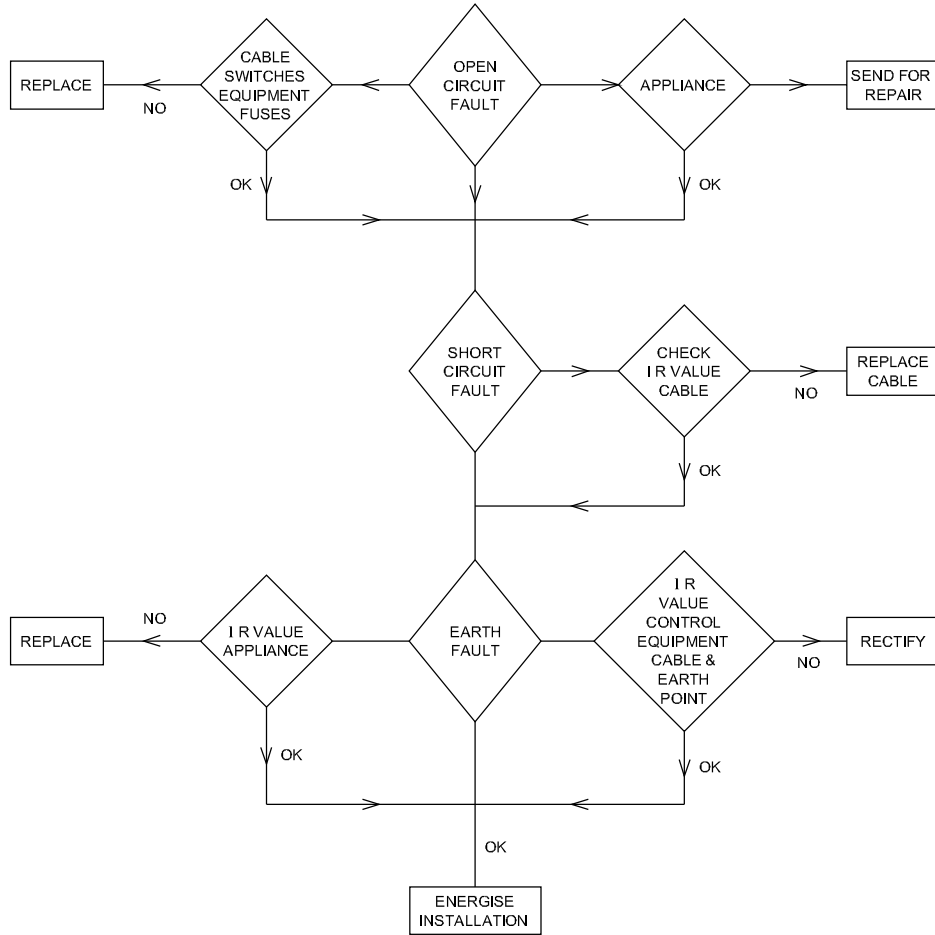 REPLACE
NO
CABLE
SWITCHES
EQUIPMENT
FUSES
OK
OPEN
CIRCUIT
FAULT
APPLIANCE
OK
SEND FOR
REPAIR
SHORT
CIRCUIT
FAULT
CHECK
I R VALUE
CABLE
NO
OK
REPLACE
CABLE
REPLACE
NO
I R VALUE
APPLIANCE
OK
EARTH
FAULT
I R
VALUE
CONTROL
EQUIPMENT
CABLE &
EARTH
POINT
NO
OK
RECTIFY
OK
ENERGISE
INSTALLATION